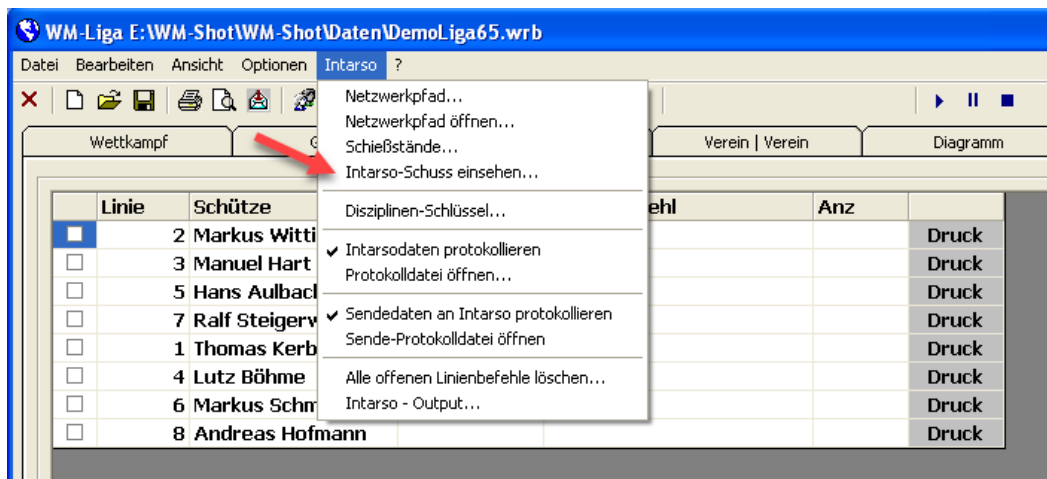 WM-Liga E:\WM-Shot\WM-Shot\Daten\DemoLiga65.wrb
Datei Bearbeiten Ansicht Optionen Intarso ?
Netzwerkpfad...
Netzwerkpfad öffnen...
Schießstände...
Intarso-Schuss einsehen...
Disziplinen-Schlüssel...
Intarsodaten protokollieren
Protokolldatei öffnen...
Sendedaten an Intarso protokollieren
Sende-Protokolldatei öffnen
Alle offenen Linienbefehle löschen...
Intarso - Output...
Wettkampf G Verein | Verein Diagramm
Linie Schütze ehl Anz
2 Markus Witti Druck
3 Manuel Hart Druck
5 Hans Aulbach Druck
7 Ralf Steigerw Druck
1 Thomas Kerb Druck
4 Lutz Böhme Druck
6 Markus Schm Druck
8 Andreas Hofmann Druck